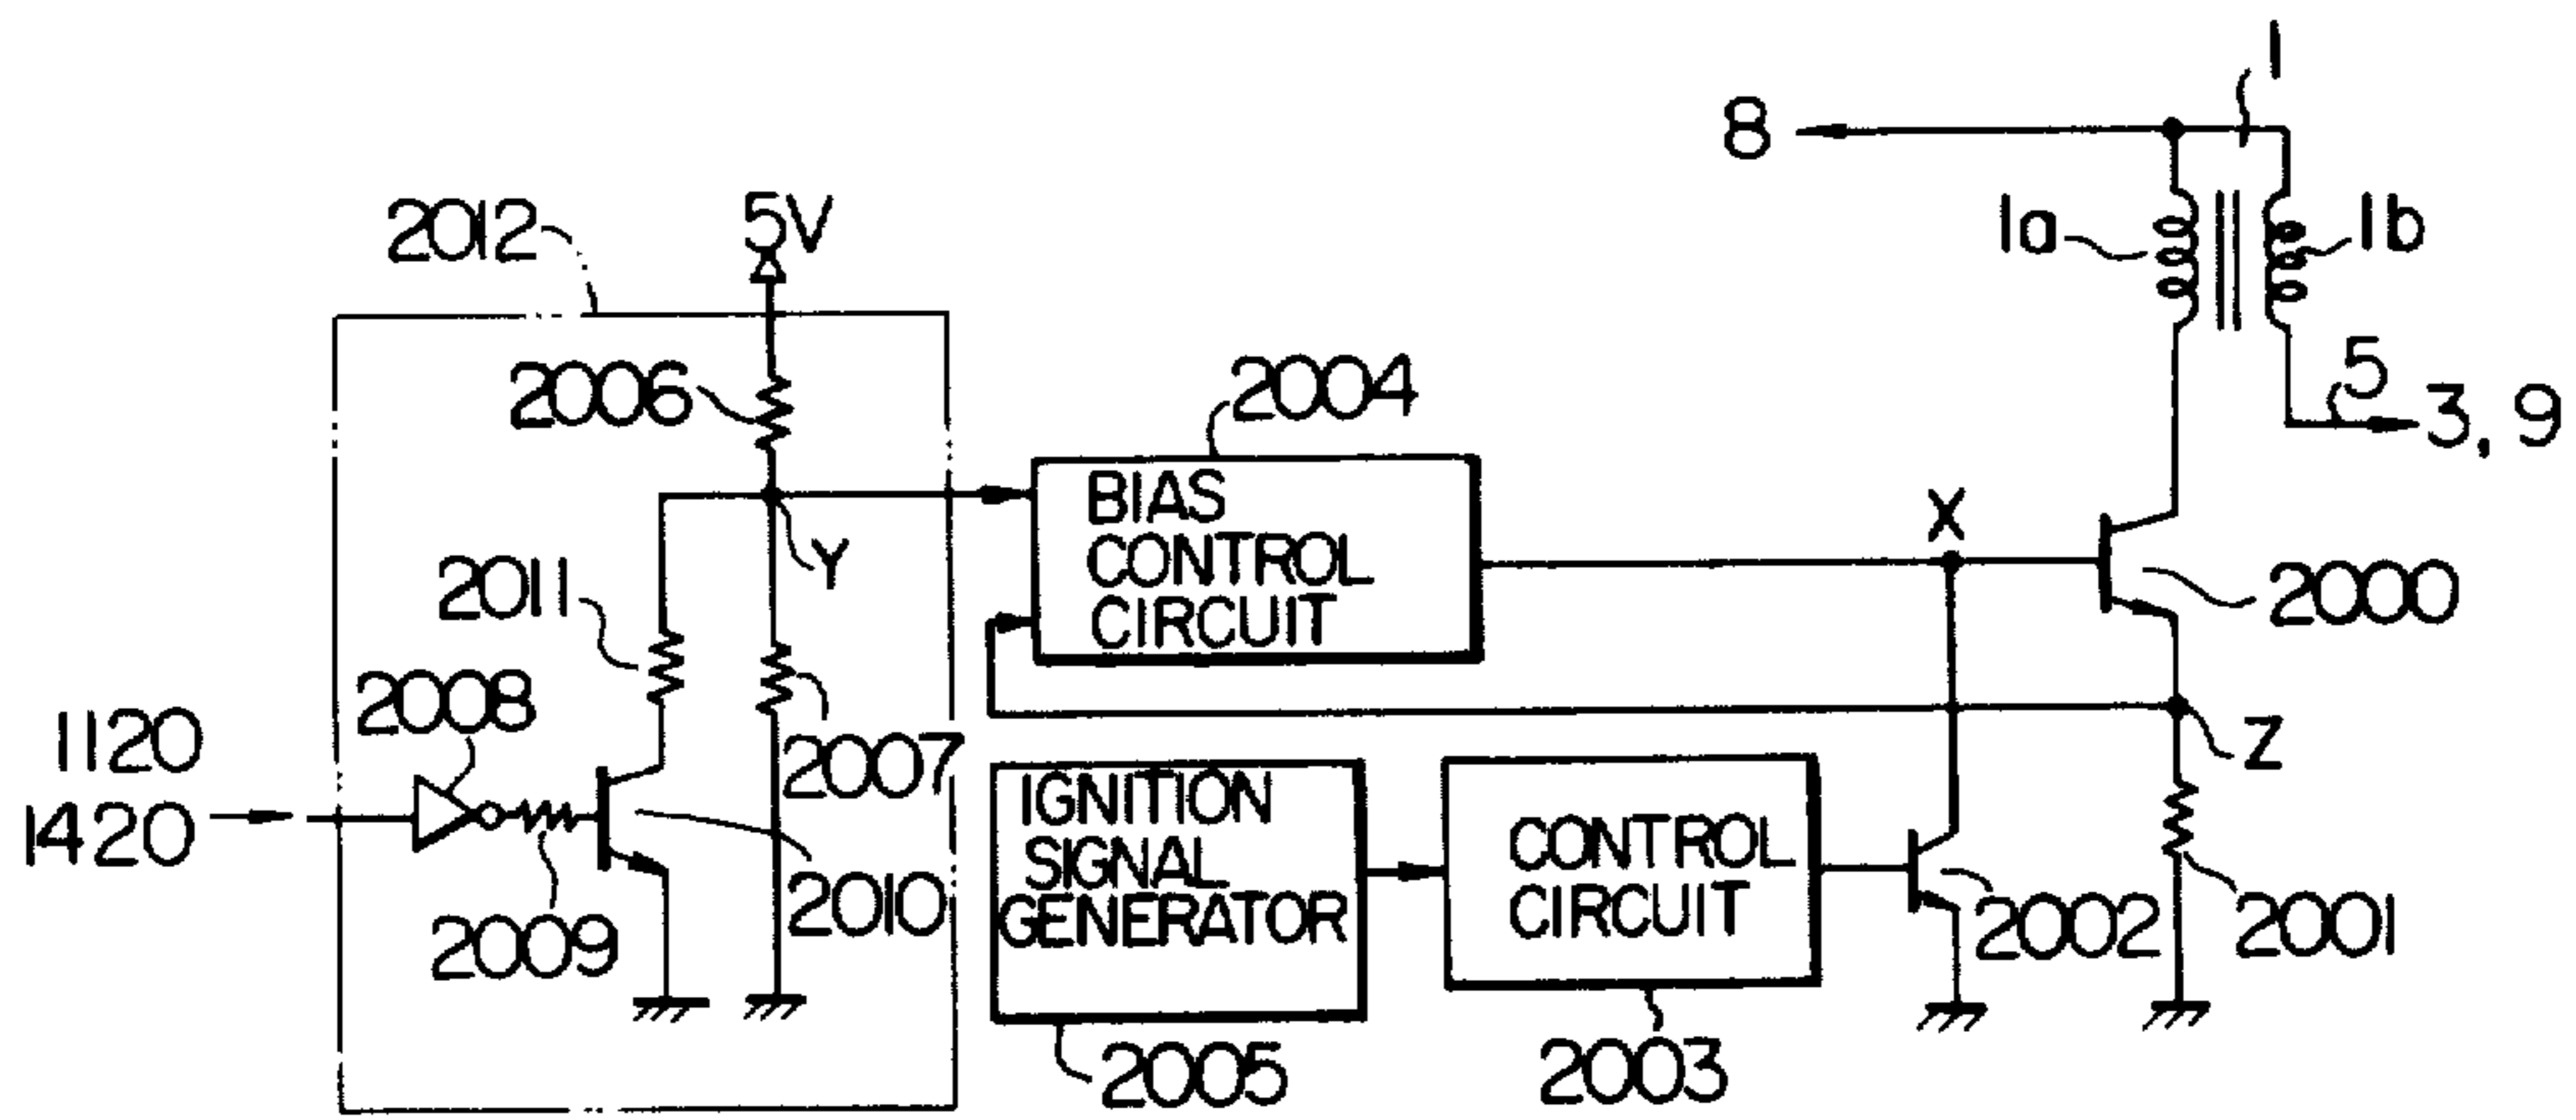 1
8
2012
5V
1a
1b
2006
2004
5
3, 9
BIAS
CONTROL
CIRCUIT
X
Y
2011
2000
2008
1120
2007
Z
1420
IGNITION
SIGNAL
GENERATOR
CONTROL
CIRCUIT
2009
2010
2002
2001
2005
2003